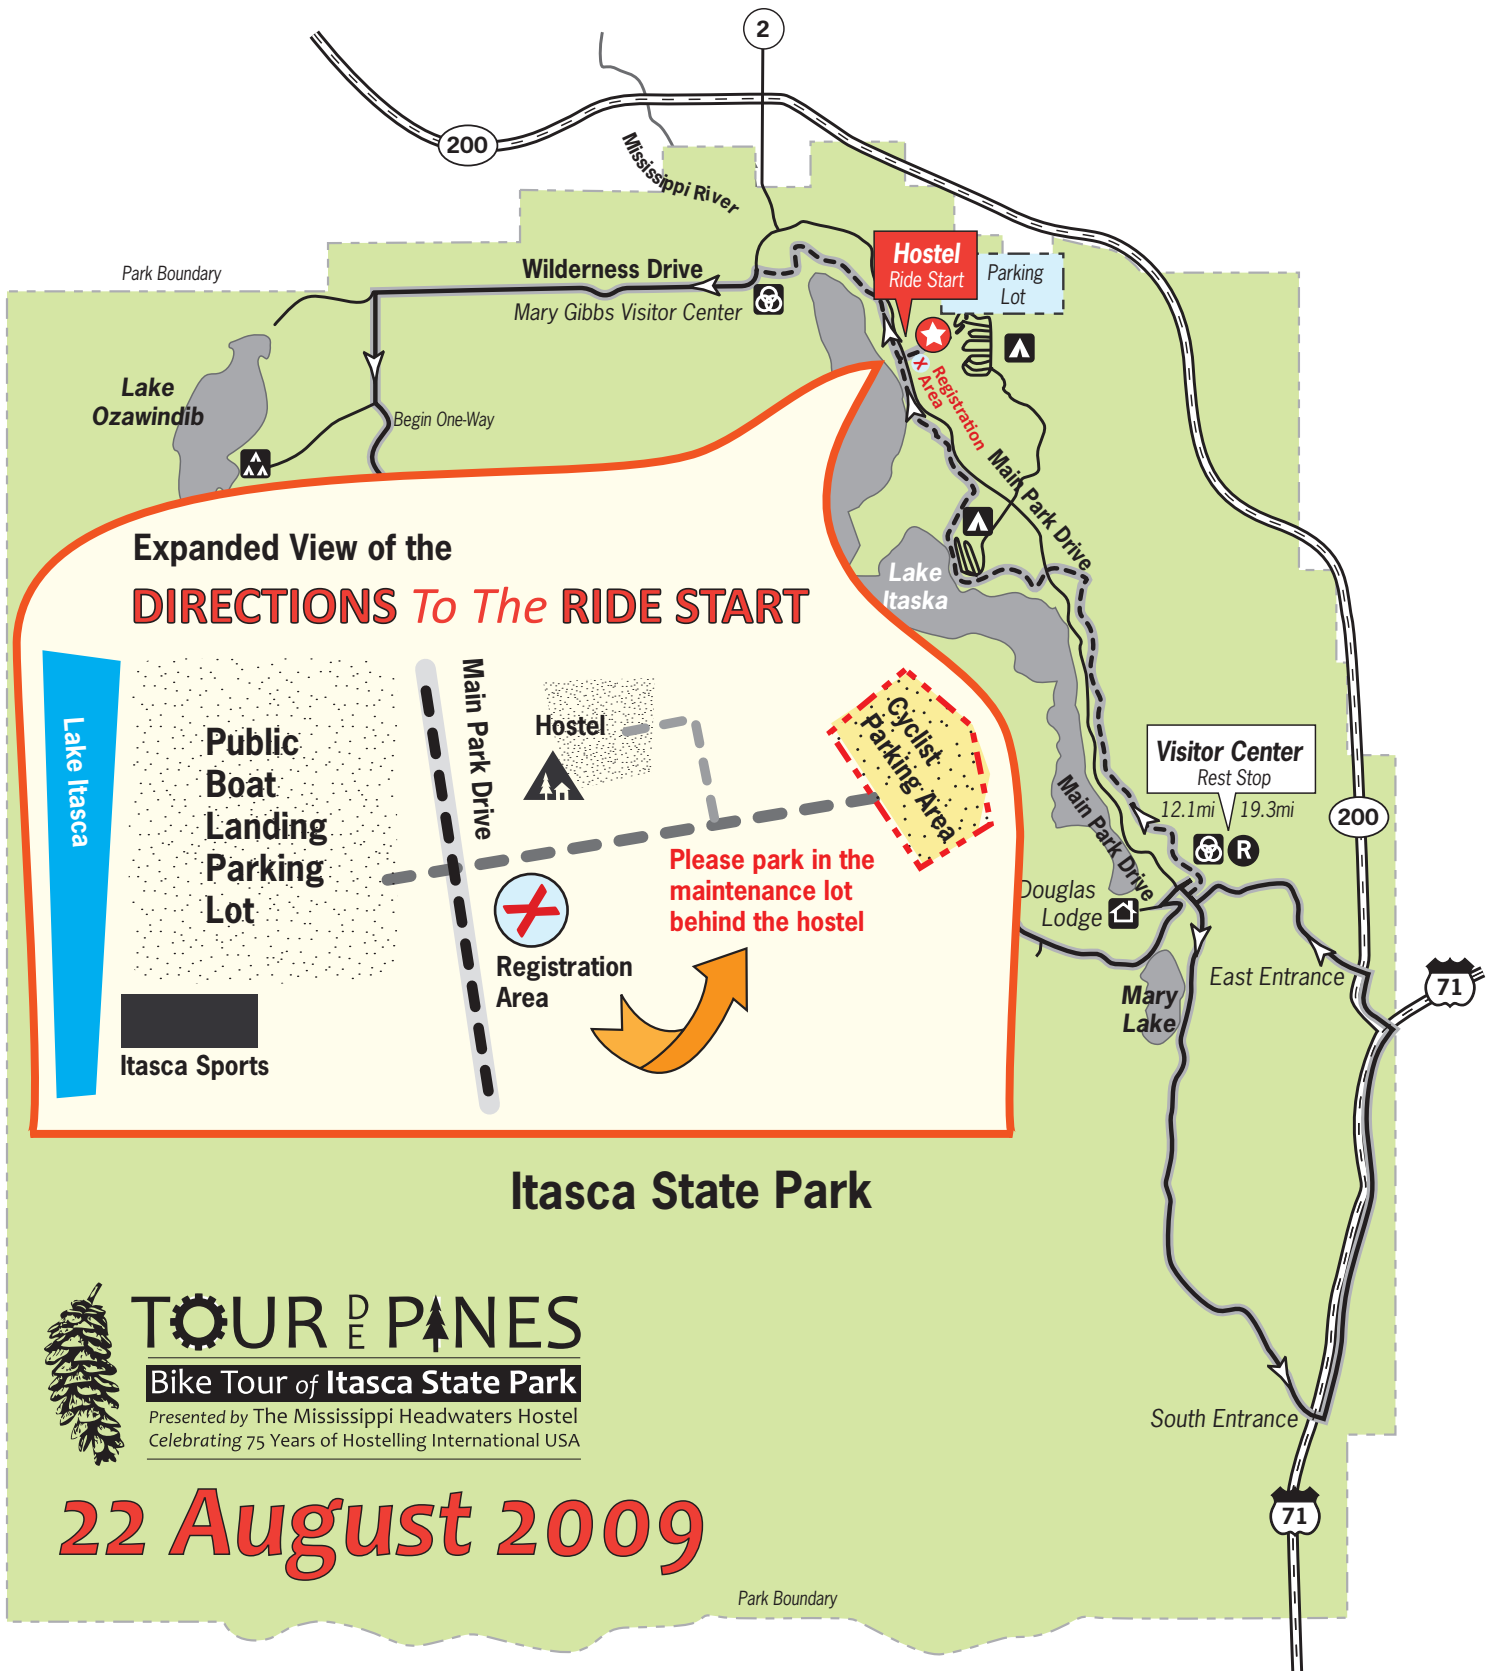 2
200
Mississippi River
Hostel
Ride Start
Parking
Lot
Park Boundary
Wilderness Drive
Mary Gibbs Visitor Center
X
Registration
Area
Lake
Ozawindib
Begin One-Way
Main Park Drive
Lake
Itaska
Expanded View of the
DIRECTIONS To The RIDE START
Lake Itasca
Public
Boat
Landing
Parking
Lot
Main Park Drive
Hostel
Cyclist
Parking Area
Please park in the
maintenance lot
behind the hostel
Registration
Area
Itasca Sports
Visitor Center
Rest Stop
12.1mi
19.3mi
200
R
Main Park Drive
Douglas
Lodge
East Entrance
71
Mary
Lake
Itasca State Park
TOUR DE PINES
Bike Tour of Itasca State Park
Presented by The Mississippi Headwaters Hostel
Celebrating 75 Years of Hostelling International USA
South Entrance
22 August 2009
71
Park Boundary